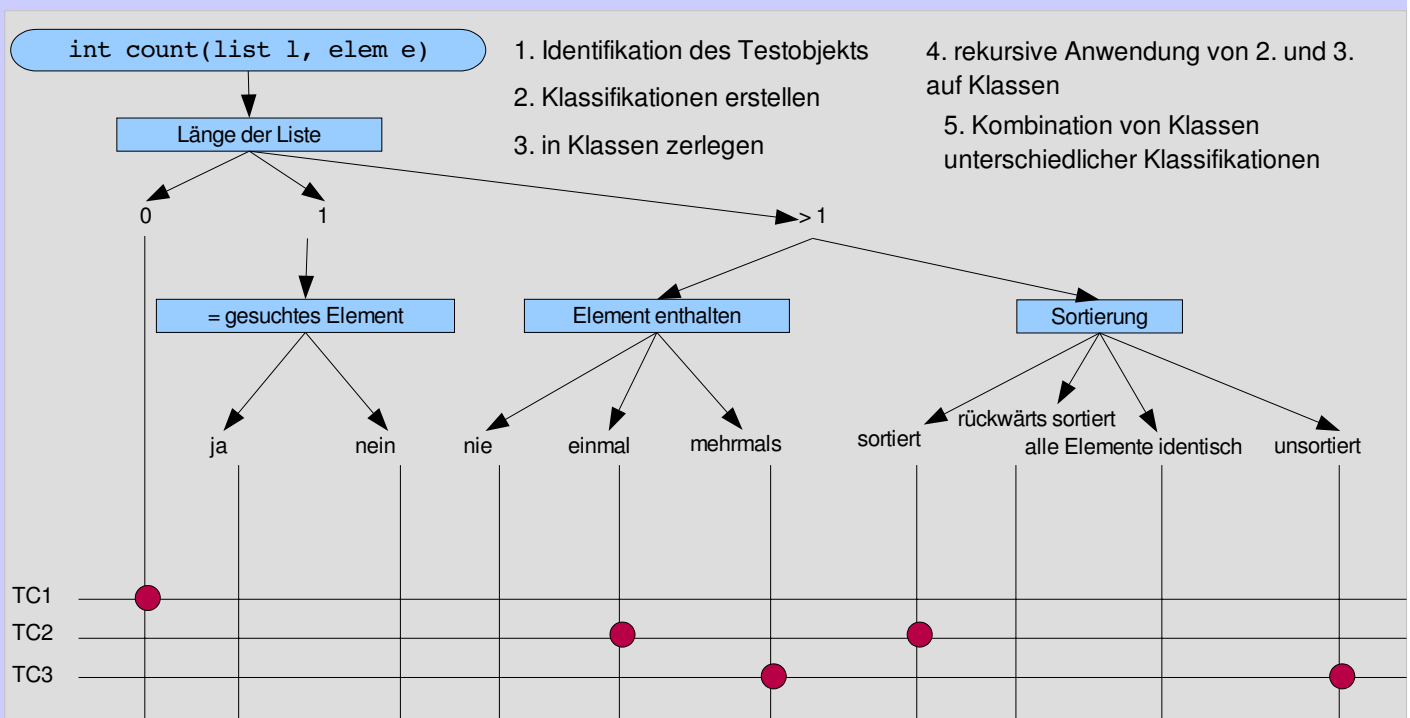 int count(list l, elem e)
1. Identifikation des Testobjekts
2. Klassifikationen erstellen
3. in Klassen zerlegen
4. rekursive Anwendung von 2. und 3.
auf Klassen
5. Kombination von Klassen
unterschiedlicher Klassifikationen
Länge der Liste
0
1
> 1
= gesuchtes Element
Element enthalten
Sortierung
ja
nein
nie
einmal
mehrmals
sortiert
rückwärts sortiert
alle Elemente identisch
unsortiert
TC1
TC2
TC3